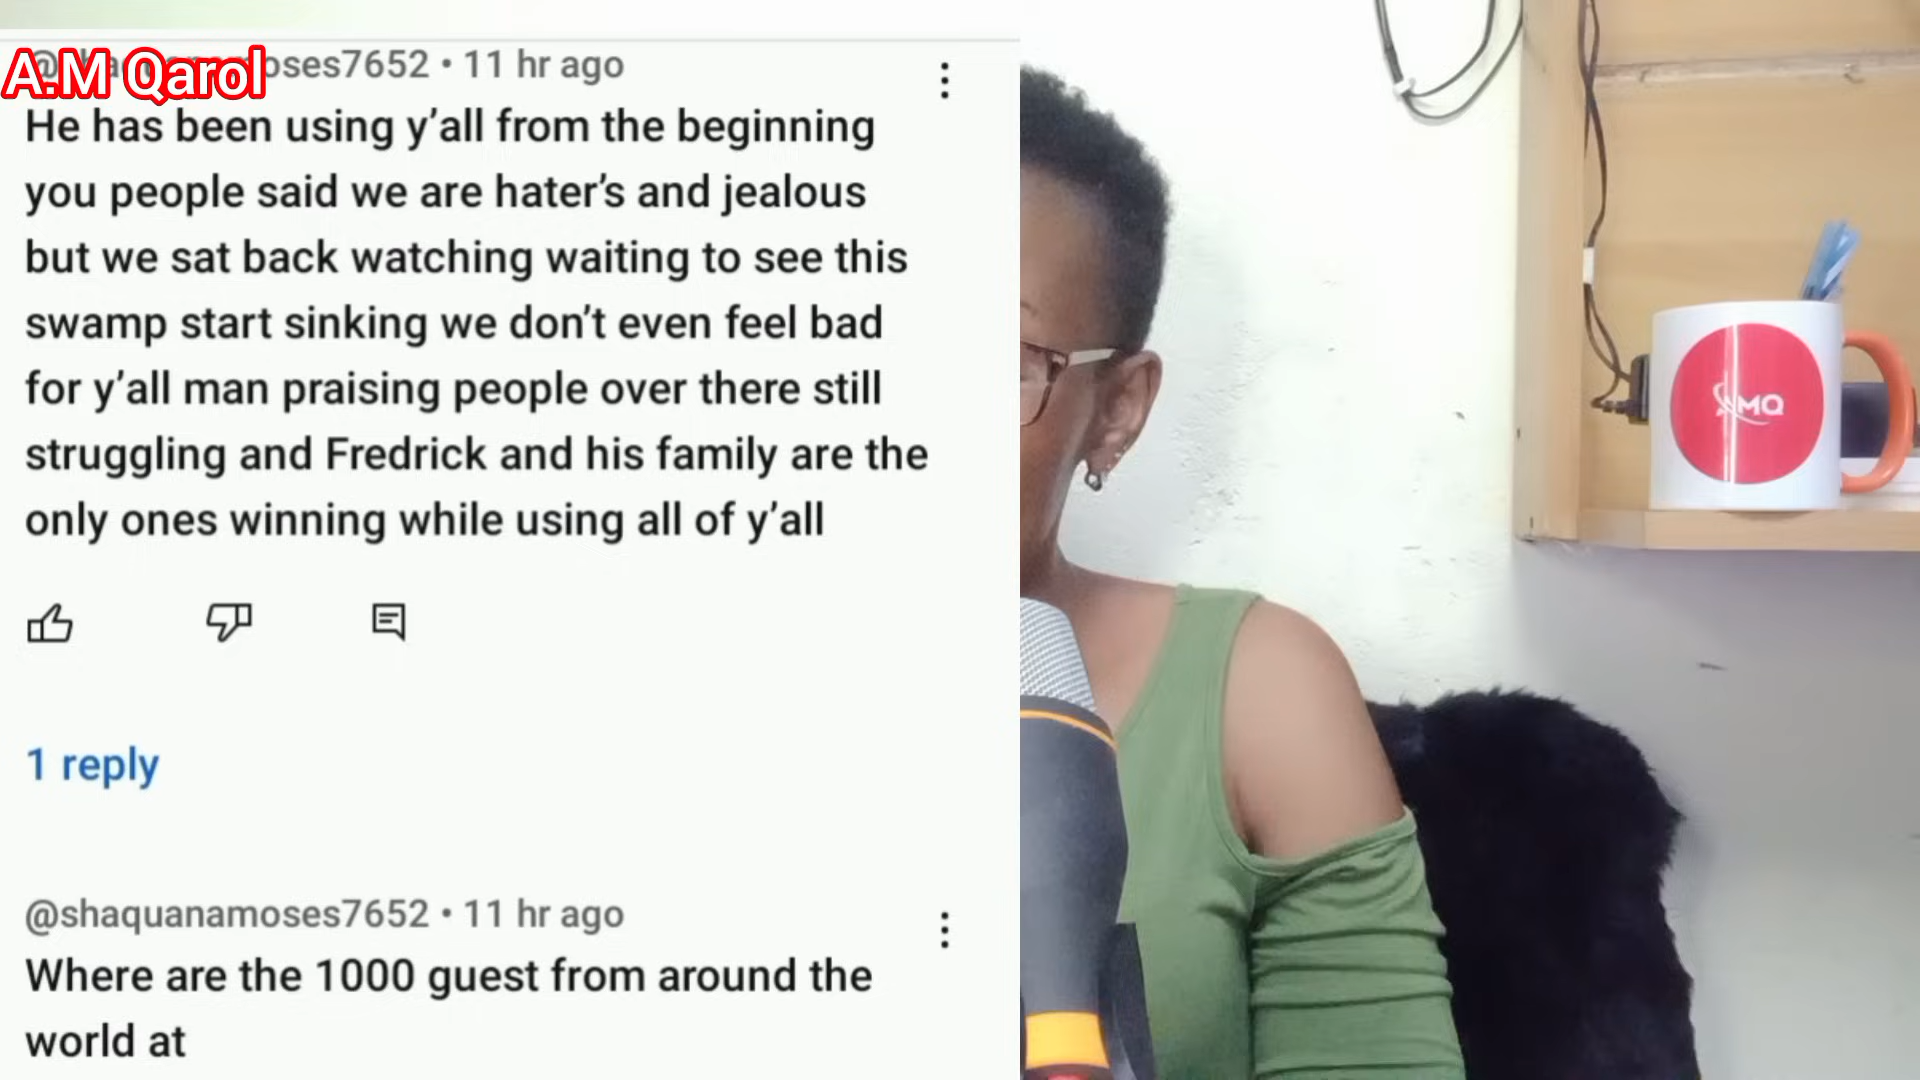 A.M Qarol
oses7652 • 11 hr ago
He has been using y’all from the beginning
you people said we are hater’s and jealous
but we sat back watching waiting to see this
swamp start sinking we don’t even feel bad
for y’all man praising people over there still
struggling and Fredrick and his family are the
only ones winning while using all of y’all
1 reply
@shaquanamoses7652 • 11 hr ago
Where are the 1000 guest from around the
world at
AMQ